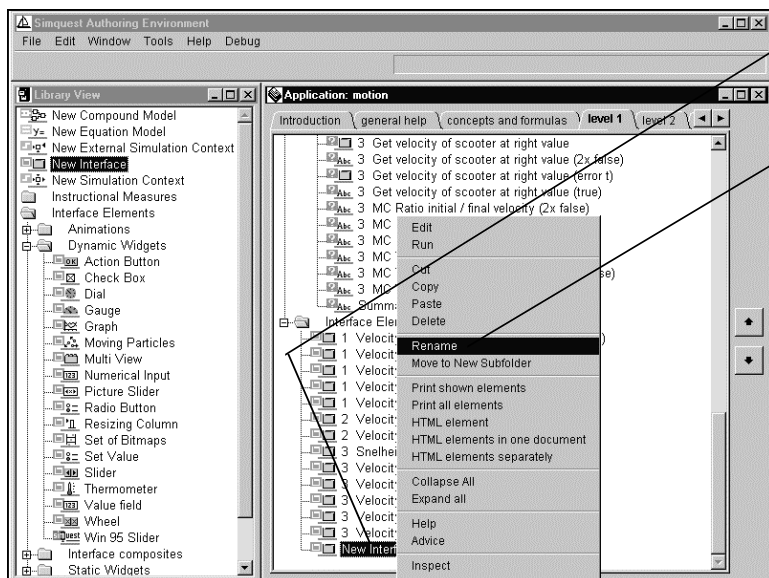 Simquest Authoring Environment
File Edit Window Tools Help Debug
Library View
New Compound Model
New Equation Model
New External Simulation Context
New Interface
New Simulation Context
Instructional Measures
Interface Elements
Animations
Dynamic Widgets
Action Button
Check Box
Dial
Gauge
Graph
Moving Particles
Multi View
Numerical Input
Picture Slider
Radio Button
Resizing Column
Set of Bitmaps
Set Value
Slider
Thermometer
Value field
Wheel
Win 95 Slider
Interface composites
Static Widgets
Application: motion
Introduction general help concepts and formulas level 1 level 2
3 Get velocity of scooter at right value
3 Get velocity of scooter at right value (2x false)
3 Get velocity of scooter at right value (error t)
3 Get velocity of scooter at right value (true)
3 MC Ratio initial / final velocity (2x false)
3 MC
3 MC
3 MC
3 MC
3 MC
Summa
Interface Eler
1 Velocit
1 Velocit
1 Velocit
1 Velocit
1 Velocit
2 Velocit
2 Velocit
3 Snelhei
3 Velocit
3 Velocit
3 Velocit
3 Velocit
3 Velocit
New Interf
Edit
Run
Cut
Copy
Paste
Delete
Rename
Move to New Subfolder
Print shown elements
Print all elements
HTML element
HTML elements in one document
HTML elements separately
Collapse All
Expand all
Help
Advice
Inspect